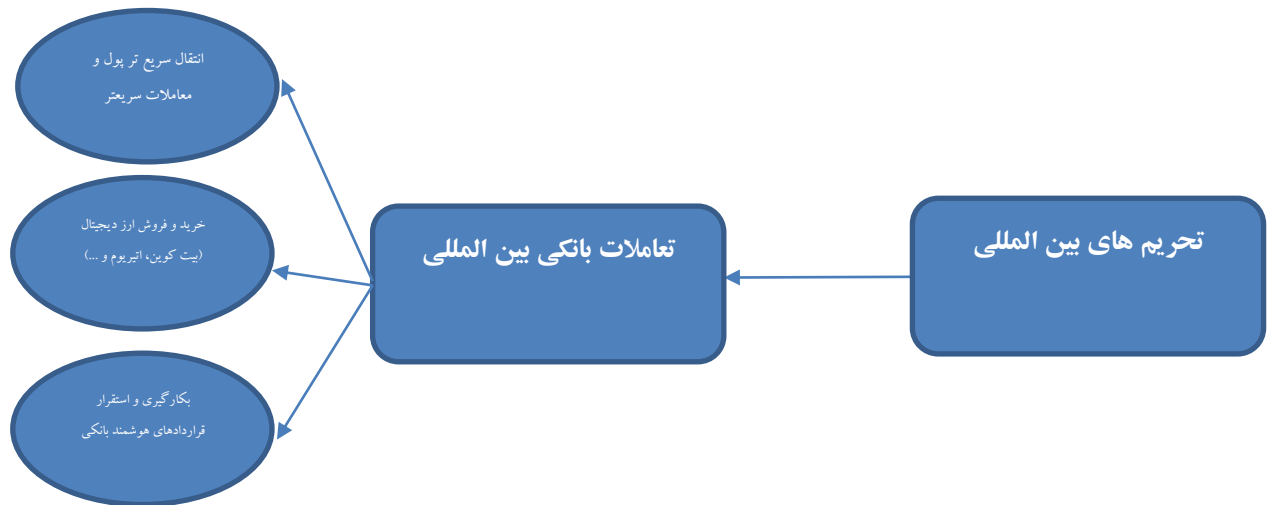 تحریم های بین المللی
تعاملات بانکی بین المللی
انتقال سریع تر پول و
معاملات سریعتر
خرید و فروش ارز دیجیتال
(بیت کوین، اتیریوم و ...)
بکارگیری و استقرار
قراردادهای هوشمند بانکی